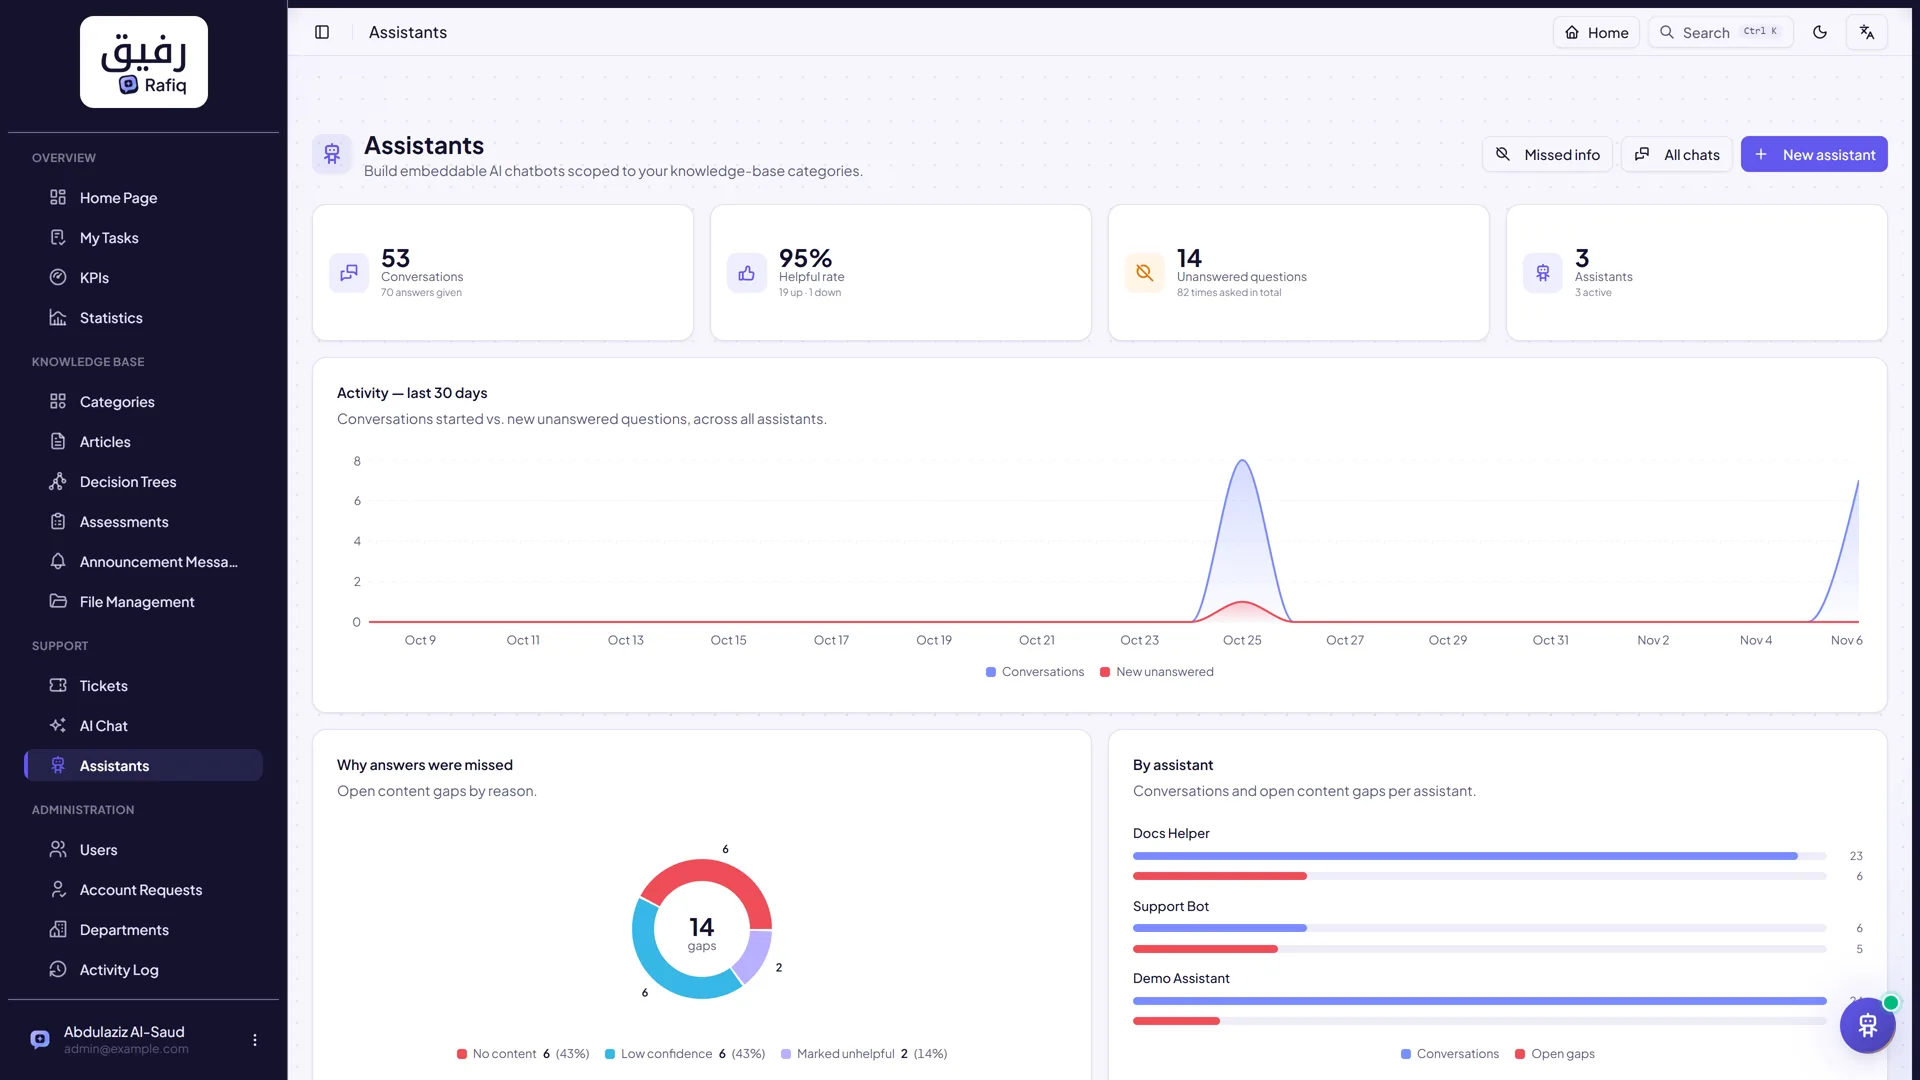 رفيق
Rafiq
OVERVIEW
Home Page
My Tasks
KPIs
Statistics
KNOWLEDGE BASE
Categories
Articles
Decision Trees
Assessments
Announcement Messa...
File Management
SUPPORT
Tickets
AI Chat
Assistants
ADMINISTRATION
Users
Account Requests
Departments
Activity Log
Abdulaziz Al-Saud
admin@example.com
Assistants
Home
Search Ctrl K
Assistants
Build embeddable AI chatbots scoped to your knowledge-base categories.
Missed info
All chats
+ New assistant
53
Conversations
70 answers given
95%
Helpful rate
19 up · 1 down
14
Unanswered questions
82 times asked in total
3
Assistants
3 active
Activity — last 30 days
Conversations started vs. new unanswered questions, across all assistants.
8
6
4
2
0
Oct 9 Oct 11 Oct 13 Oct 15 Oct 17 Oct 19 Oct 21 Oct 23 Oct 25 Oct 27 Oct 29 Oct 31 Nov 2 Nov 4 Nov 6
Conversations New unanswered
Why answers were missed
Open content gaps by reason.
6
14
gaps
2
6
No content 6 (43%) Low confidence 6 (43%) Marked unhelpful 2 (14%)
By assistant
Conversations and open content gaps per assistant.
Docs Helper
23
6
Support Bot
6
5
Demo Assistant
Conversations Open gaps